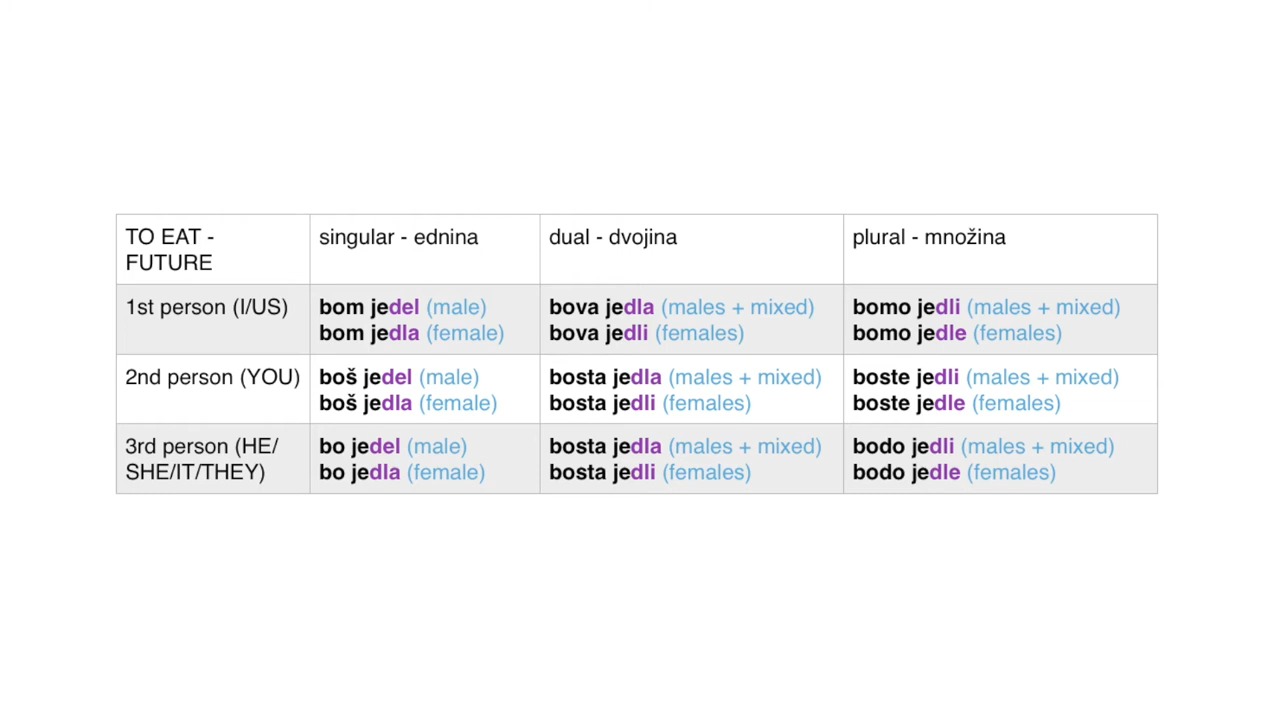 TO EAT -
FUTURE
singular - ednina
dual - dvojina
plural - množina
1st person (I/US)
bom jedel (male)
bom jedla (female)
bova jedla (males + mixed)
bova jedli (females)
bomo jedli (males + mixed)
bomo jedle (females)
2nd person (YOU)
boš jedel (male)
boš jedla (female)
bosta jedla (males + mixed)
bosta jedli (females)
boste jedli (males + mixed)
boste jedle (females)
3rd person (HE/
SHE/IT/THEY)
bo jedel (male)
bo jedla (female)
bosta jedla (males + mixed)
bosta jedli (females)
bodo jedli (males + mixed)
bodo jedle (females)